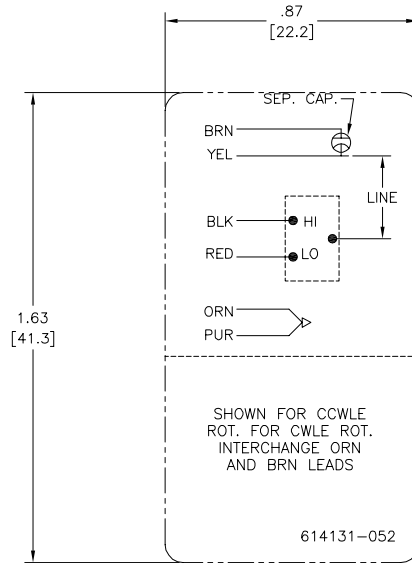 .87
[22.2]
SEP. CAP.
BRN
YEL
LINE
BLK
HI
RED
LO
1.63
[41.3]
ORN
PUR
SHOWN FOR CCWLE
ROT. FOR CWLE ROT.
INTERCHANGE ORN
AND BRN LEADS
614131-052